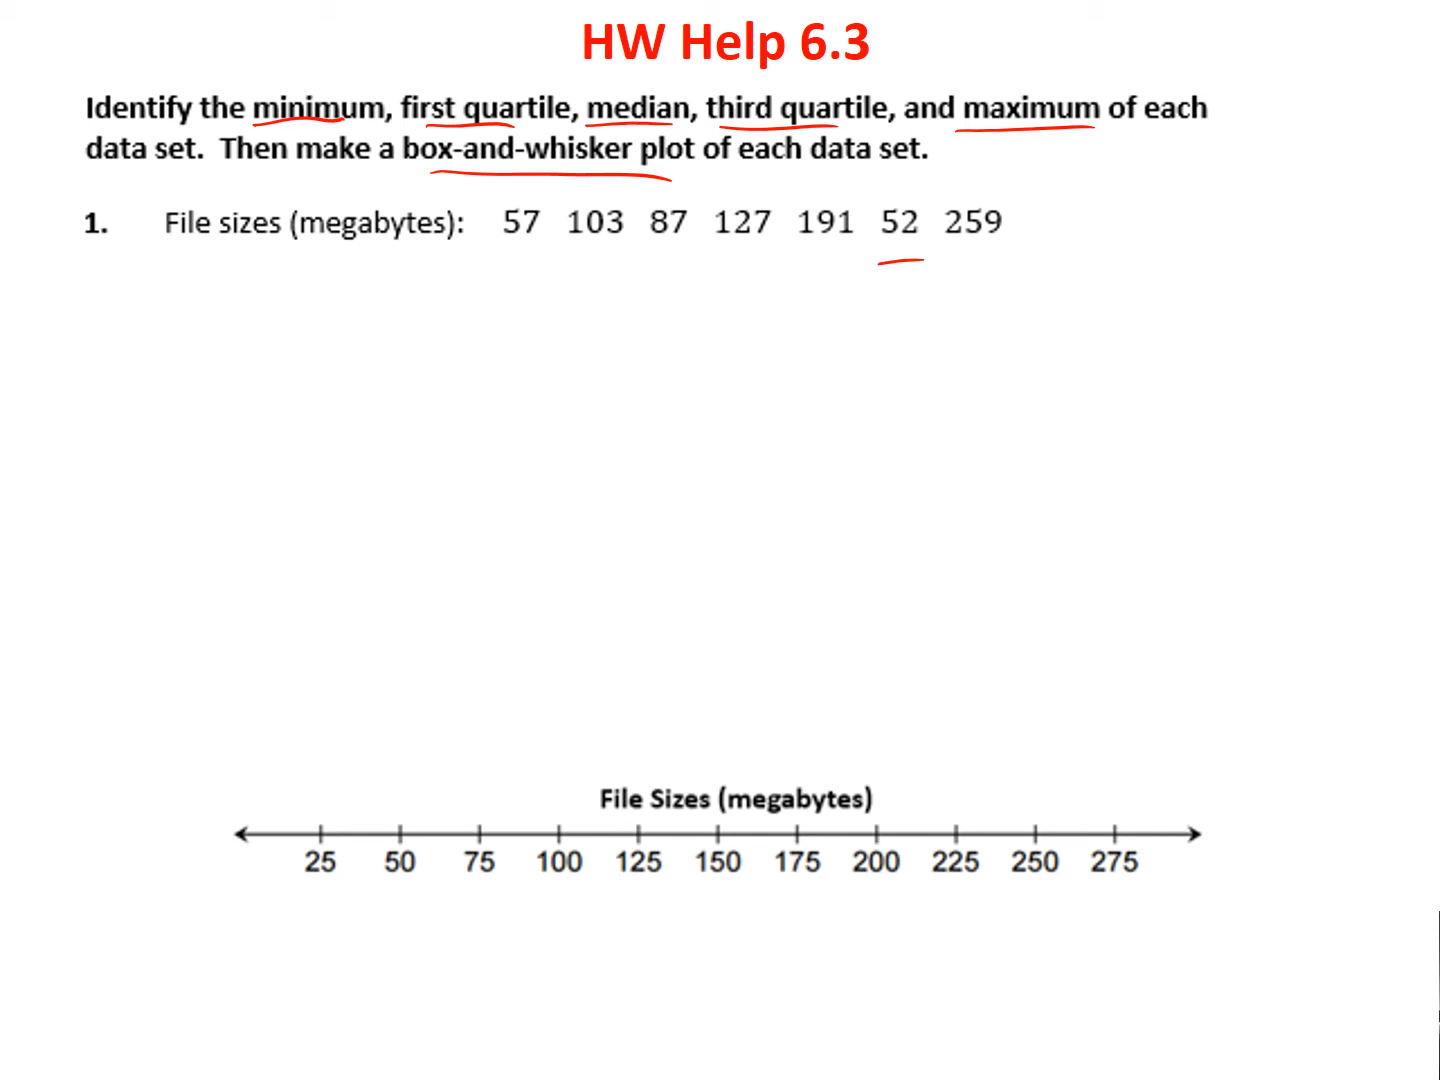 HW Help 6.3
Identify the minimum, first quartile, median, third quartile, and maximum of each
data set. Then make a box-and-whisker plot of each data set.
1. File sizes (megabytes): 57 103 87 127 191 52 259
File Sizes (megabytes)
25 50 75 100 125 150 175 200 225 250 275